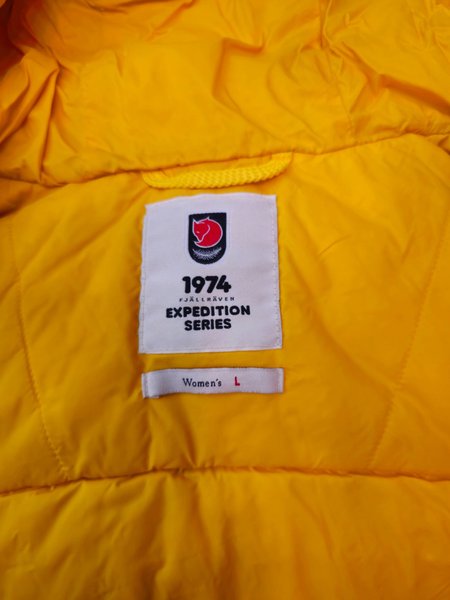 1974
FJÄLLRÄVEN
EXPEDITION
SERIES
Women's L